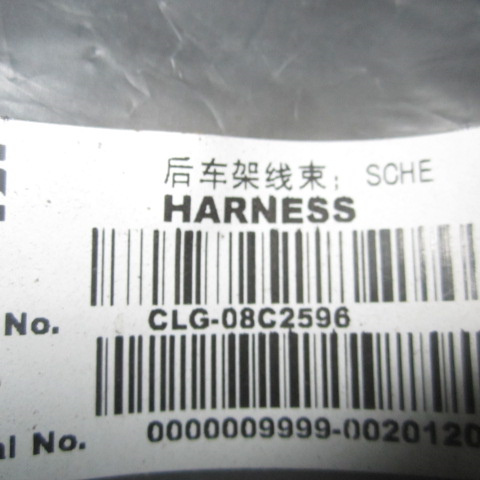 后车架线束; SCHE
HARNESS
No. CLG-08C2596
al No. 0000009999-0020120